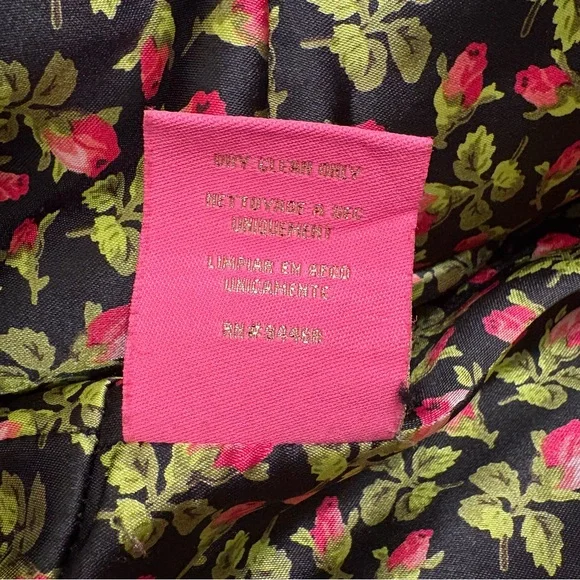 DRY CLEAN ONLY
NETTOYAGE A SEC
UNIQUEMENT
LIMPIAR EN SECO
UNICAMENTE